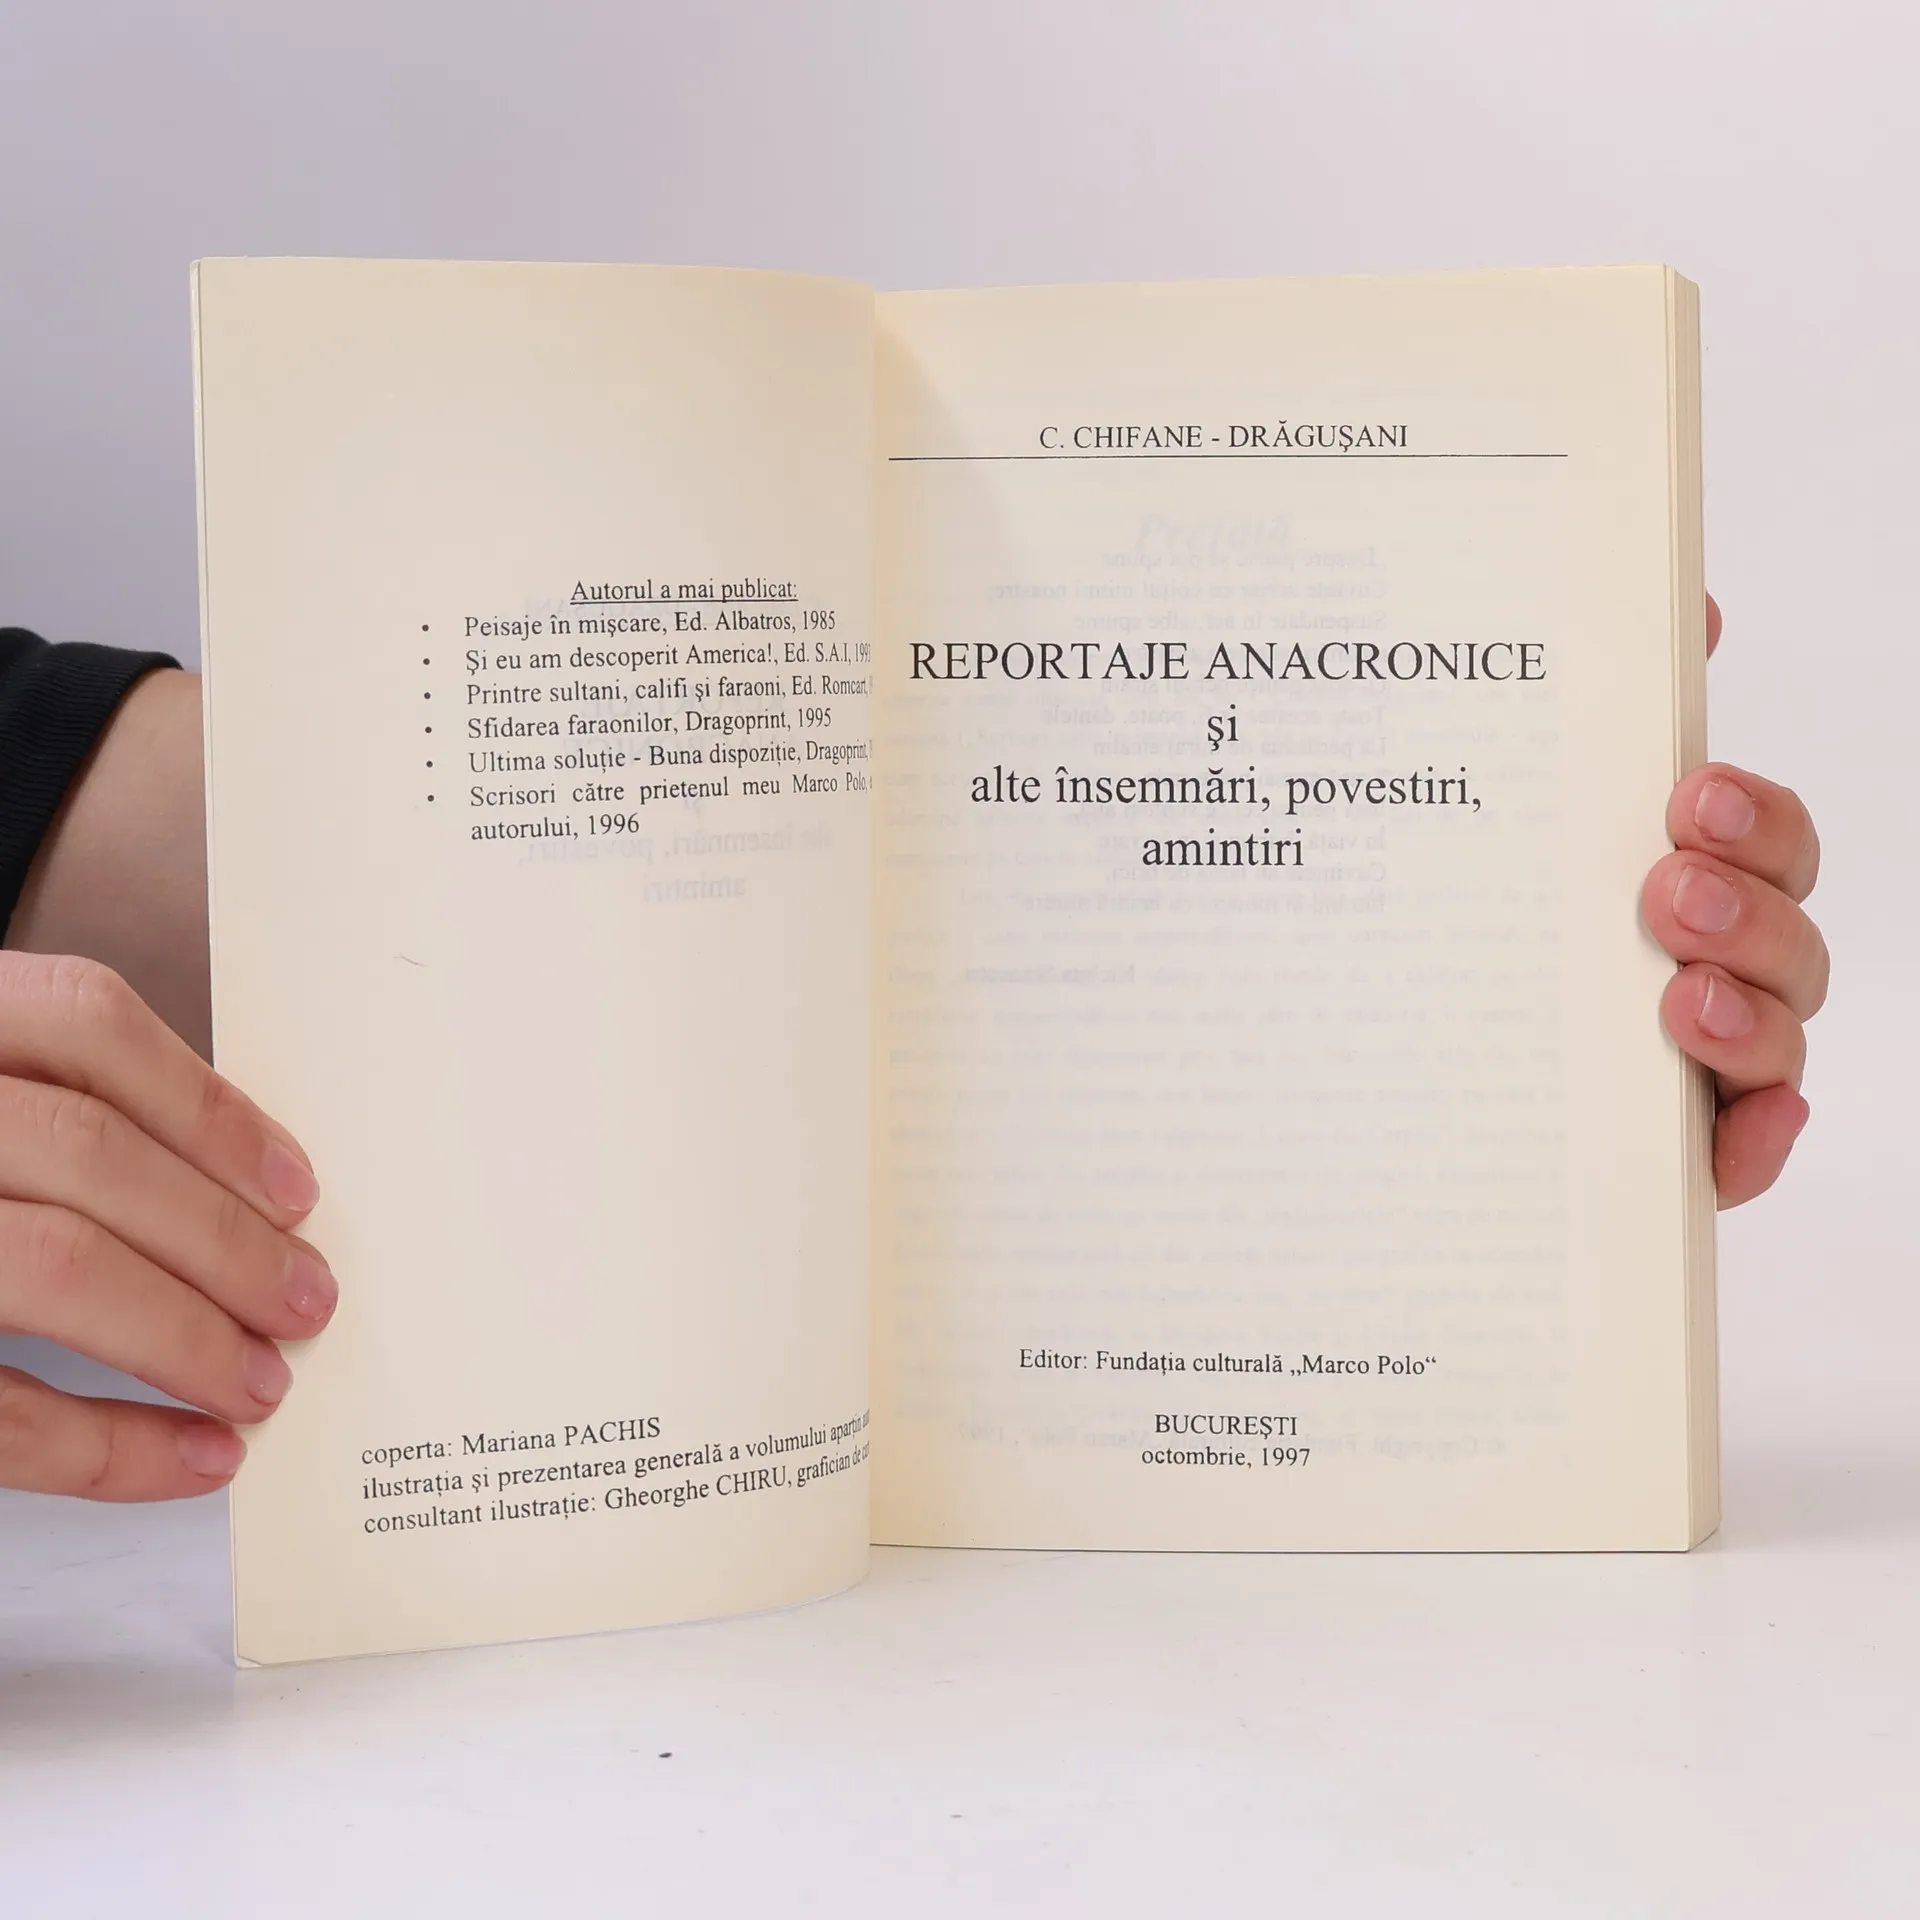 Autorul a mai publicat:
• Peisaje în mişcare, Ed. Albatros, 1985
• Şi eu am descoperit America!, Ed. S.A.I, 199
• Printre sultani, califi şi faraoni, Ed. Romcart,
• Sfidarea faraonilor, Dragoprint, 1995
• Ultima soluţie - Buna dispoziţie, Dragoprint,
• Scrisori către prietenul meu Marco Polo,
autorului, 1996
coperta: Mariana PACHIS
ilustraţia şi prezentarea generală a volumului aparţin
consultant ilustraţie: Gheorghe CHIRU, grafician de
C. CHIFANE - DRĂGUŞANI
REPORTAJE ANACRONICE
şi
alte însemnări, povestiri,
amintiri
Editor: Fundaţia culturală „Marco Polo“
BUCUREŞTI
octombrie, 1997